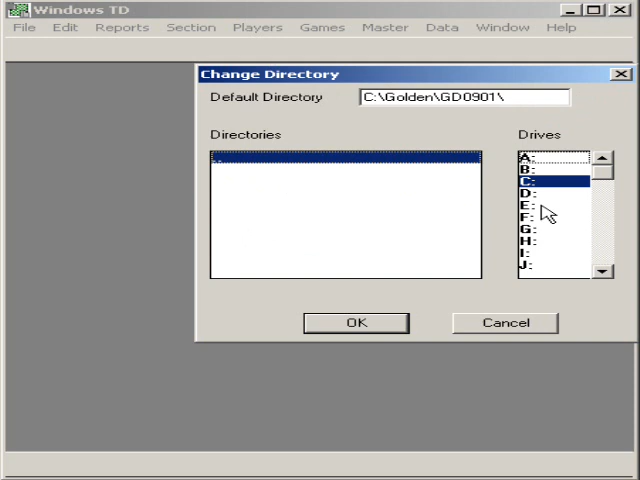 Windows TD
File Edit Reports Section Players Games Master Data Window Help
Change Directory
Default Directory C:\Golden\GD0901\
Directories Drives
..
A:
B:
C:
D:
E:
F:
G:
H:
I:
J:
OK Cancel